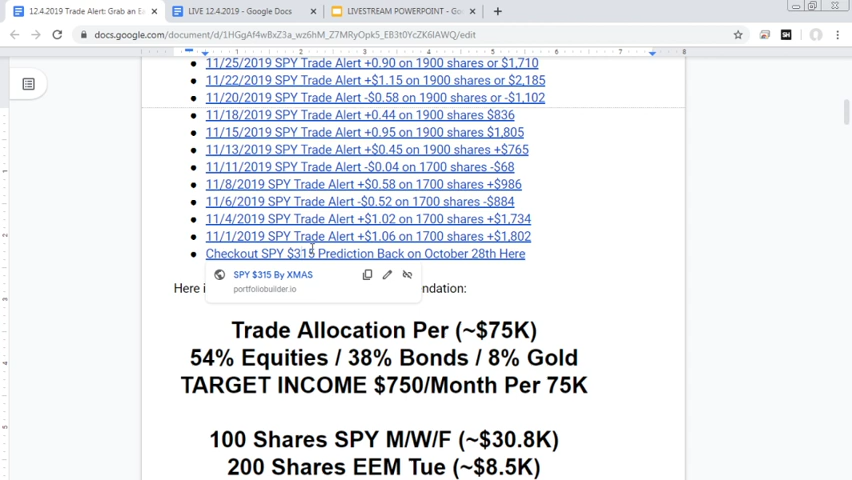 12.4.2019 Trade Alert: Grab an Ea
LIVE 12.4.2019 - Google Docs
LIVESTREAM POWERPOINT - Go
docs.google.com/document/d/1HGgAf4wBxZ3a_wz6hM_Z7MRyOpk5_EB3t0YcZK6IAWQ/edit
1 2 3 4 5 6 7 8
11/25/2019 SPY Trade Alert +0.90 on 1900 shares or $1,710
11/22/2019 SPY Trade Alert +$1.15 on 1900 shares or $2,185
11/20/2019 SPY Trade Alert -$0.58 on 1900 shares or -$1,102
11/18/2019 SPY Trade Alert +0.44 on 1900 shares $836
11/15/2019 SPY Trade Alert +0.95 on 1900 shares $1,805
11/13/2019 SPY Trade Alert +$0.45 on 1900 shares +$765
11/11/2019 SPY Trade Alert -$0.04 on 1700 shares -$68
11/8/2019 SPY Trade Alert +$0.58 on 1700 shares +$986
11/6/2019 SPY Trade Alert -$0.52 on 1700 shares -$884
11/4/2019 SPY Trade Alert +$1.02 on 1700 shares +$1,734
11/1/2019 SPY Trade Alert +$1.06 on 1700 shares +$1,802
Checkout SPY $315 Prediction Back on October 28th Here
SPY $315 By XMAS
portfoliobuilder.io
Here i ndation:
Trade Allocation Per (~$75K)
54% Equities / 38% Bonds / 8% Gold
TARGET INCOME $750/Month Per 75K
100 Shares SPY M/W/F (~$30.8K)
200 Shares EEM Tue (~$8.5K)